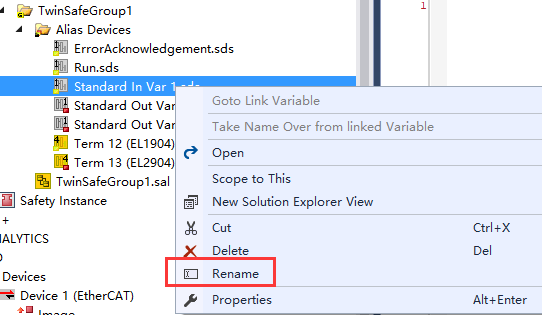 TwinSafeGroup1
Alias Devices
ErrorAcknowledgement.sds
Run.sds
Standard In Var 1.sds
Standard Out Var
Standard Out Var
Term 12 (EL1904)
Term 13 (EL2904)
TwinSafeGroup1.sal
Safety Instance
+
NALYTICS
Devices
Device 1 (EtherCAT)
Image
1
Goto Link Variable
Take Name Over from linked Variable
Open
Scope to This
New Solution Explorer View
Cut Ctrl+X
Delete Del
Rename
Properties Alt+Enter